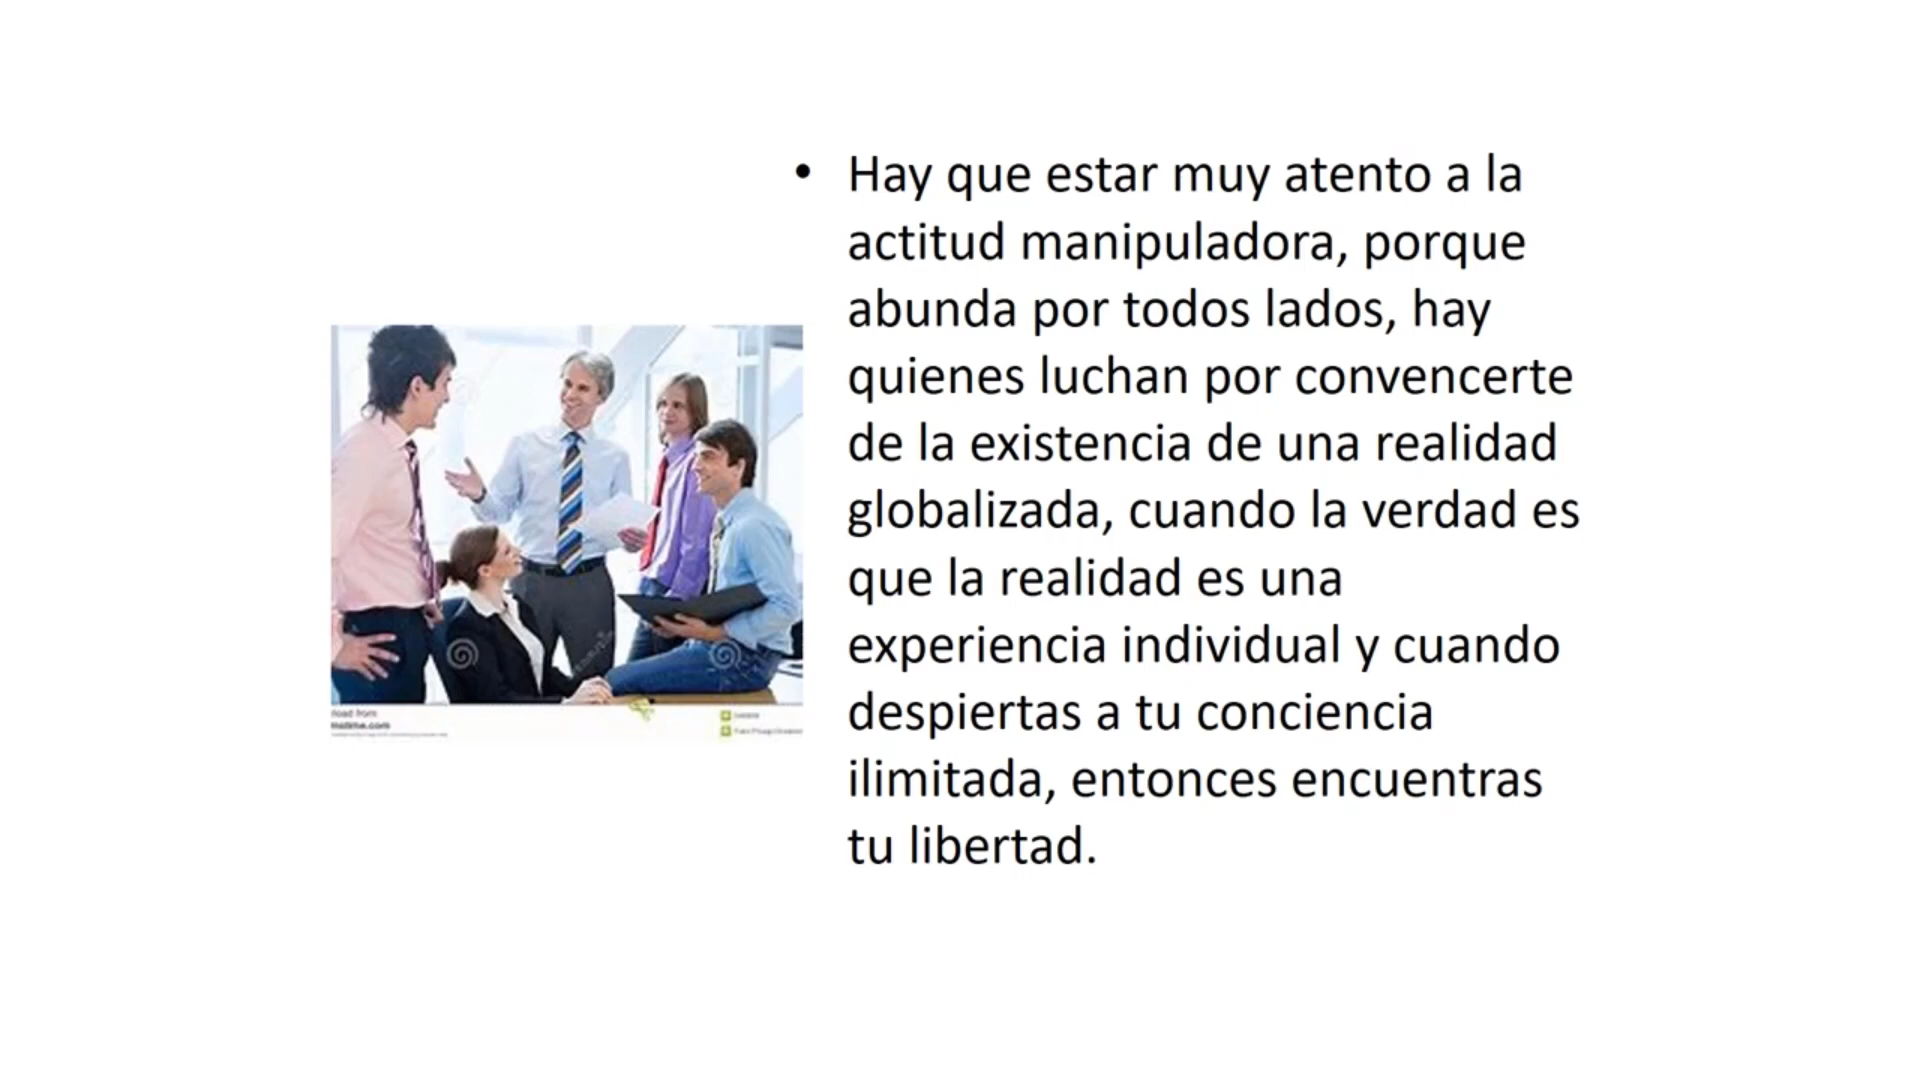 • Hay que estar muy atento a la
actitud manipuladora, porque
abunda por todos lados, hay
quienes luchan por convencerte
de la existencia de una realidad
globalizada, cuando la verdad es
que la realidad es una
experiencia individual y cuando
despiertas a tu conciencia
ilimitada, entonces encuentras
tu libertad.